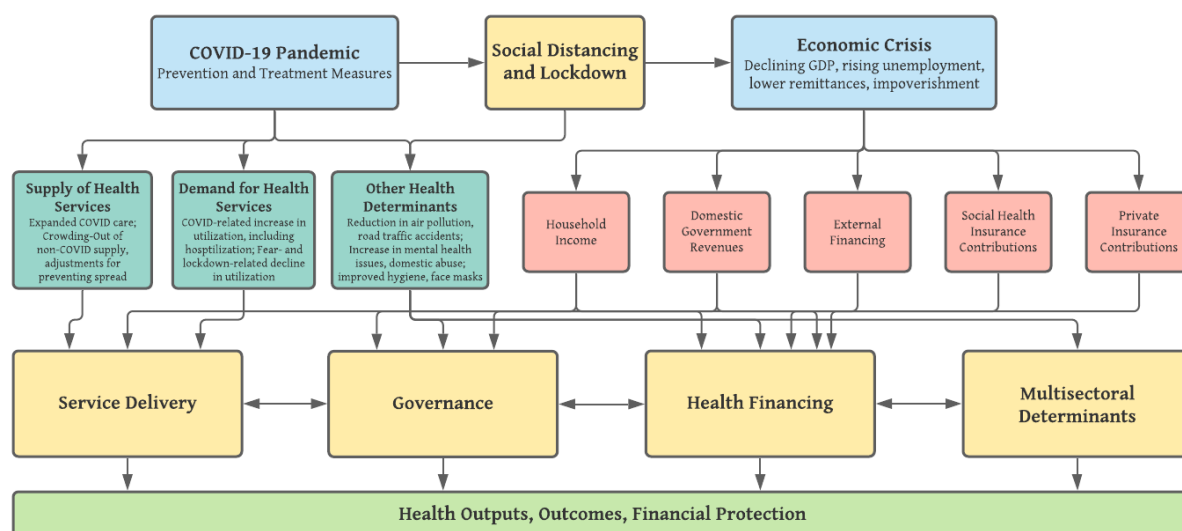 COVID-19 Pandemic
Prevention and Treatment Measures
Social Distancing
and Lockdown
Economic Crisis
Declining GDP, rising unemployment,
lower remittances, impoverishment
Supply of Health
Services
Expanded COVID care;
Crowding-Out of
non-COVID supply,
adjustments for
preventing spread
Demand for Health
Services
COVID-related increase in
utilization, including
hosptilization; Fear- and
lockdown-related decline
in utilization
Other Health
Determinants
Reduction in air pollution,
road traffic accidents;
Increase in mental health
issues, domestic abuse;
improved hygiene, face masks
Household
Income
Domestic
Government
Revenues
External
Financing
Social Health
Insurance
Contributions
Private
Insurance
Contributions
Service Delivery
Governance
Health Financing
Multisectoral
Determinants
Health Outputs, Outcomes, Financial Protection